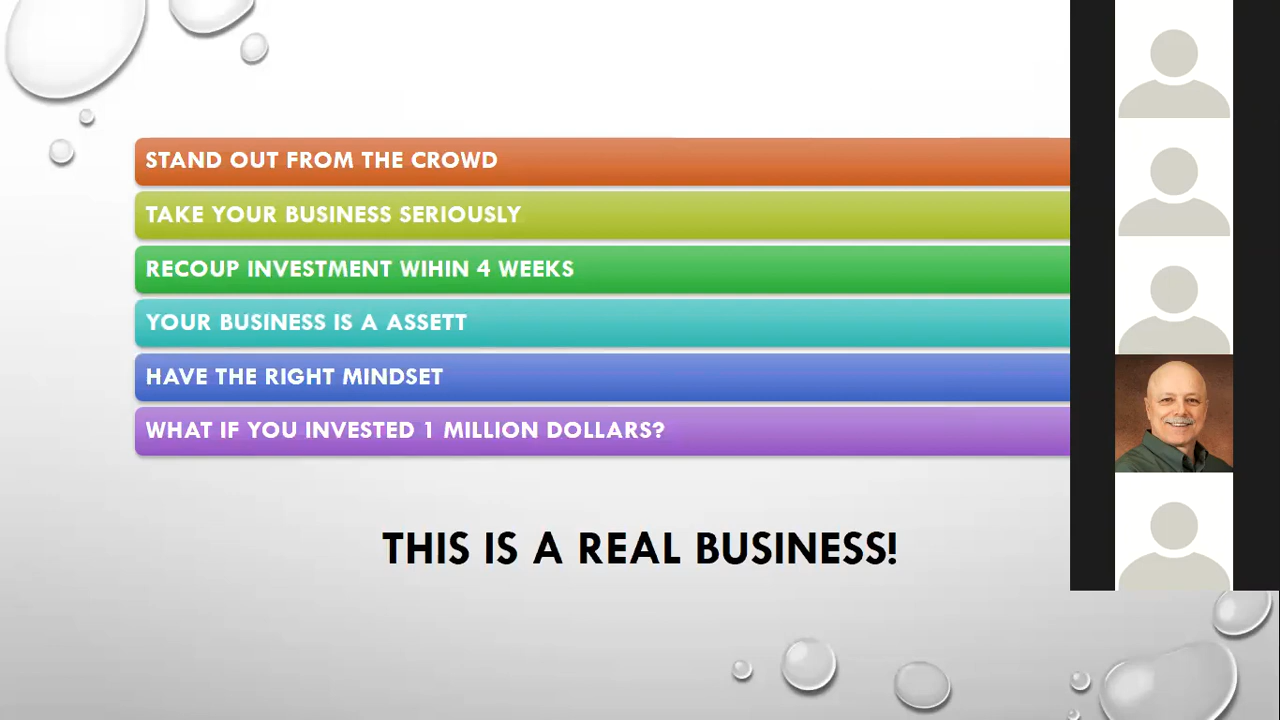 STAND OUT FROM THE CROWD
TAKE YOUR BUSINESS SERIOUSLY
RECOUP INVESTMENT WIHIN 4 WEEKS
YOUR BUSINESS IS A ASSETT
HAVE THE RIGHT MINDSET
WHAT IF YOU INVESTED 1 MILLION DOLLARS?
THIS IS A REAL BUSINESS!